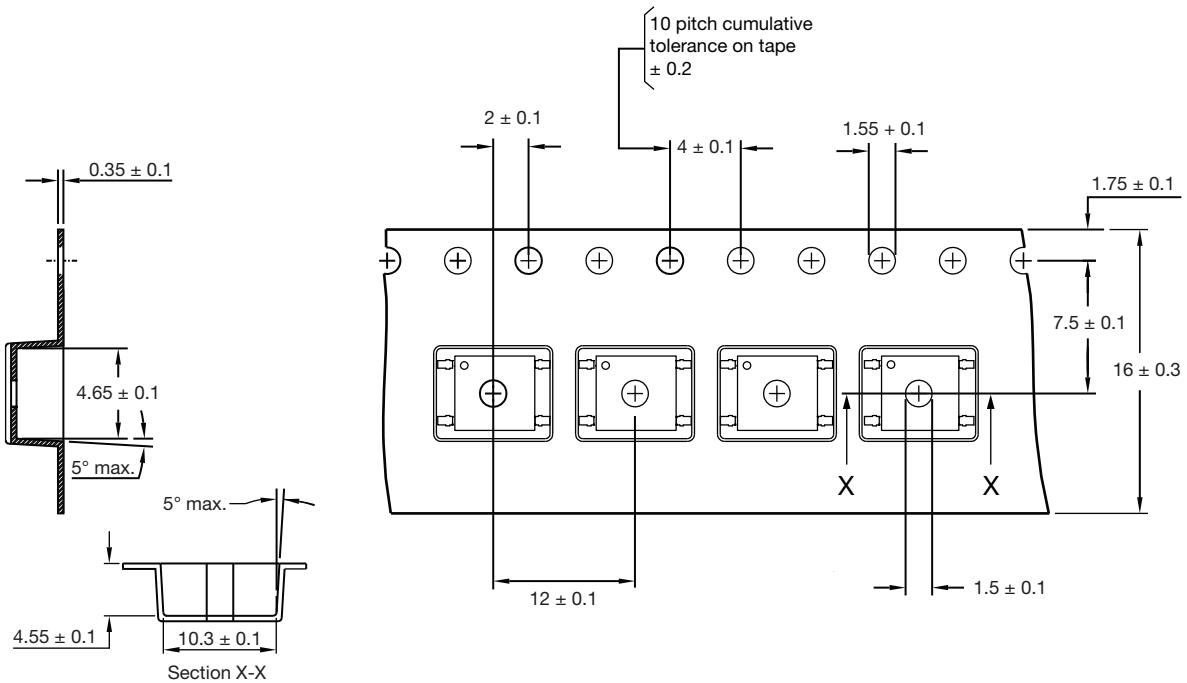 10 pitch cumulative
tolerance on tape
± 0.2
2 ± 0.1
4 ± 0.1
1.55 + 0.1
0.35 ± 0.1
1.75 ± 0.1
7.5 ± 0.1
16 ± 0.3
4.65 ± 0.1
5° max.
X
X
5° max.
12 ± 0.1
1.5 ± 0.1
4.55 ± 0.1
10.3 ± 0.1
Section X-X